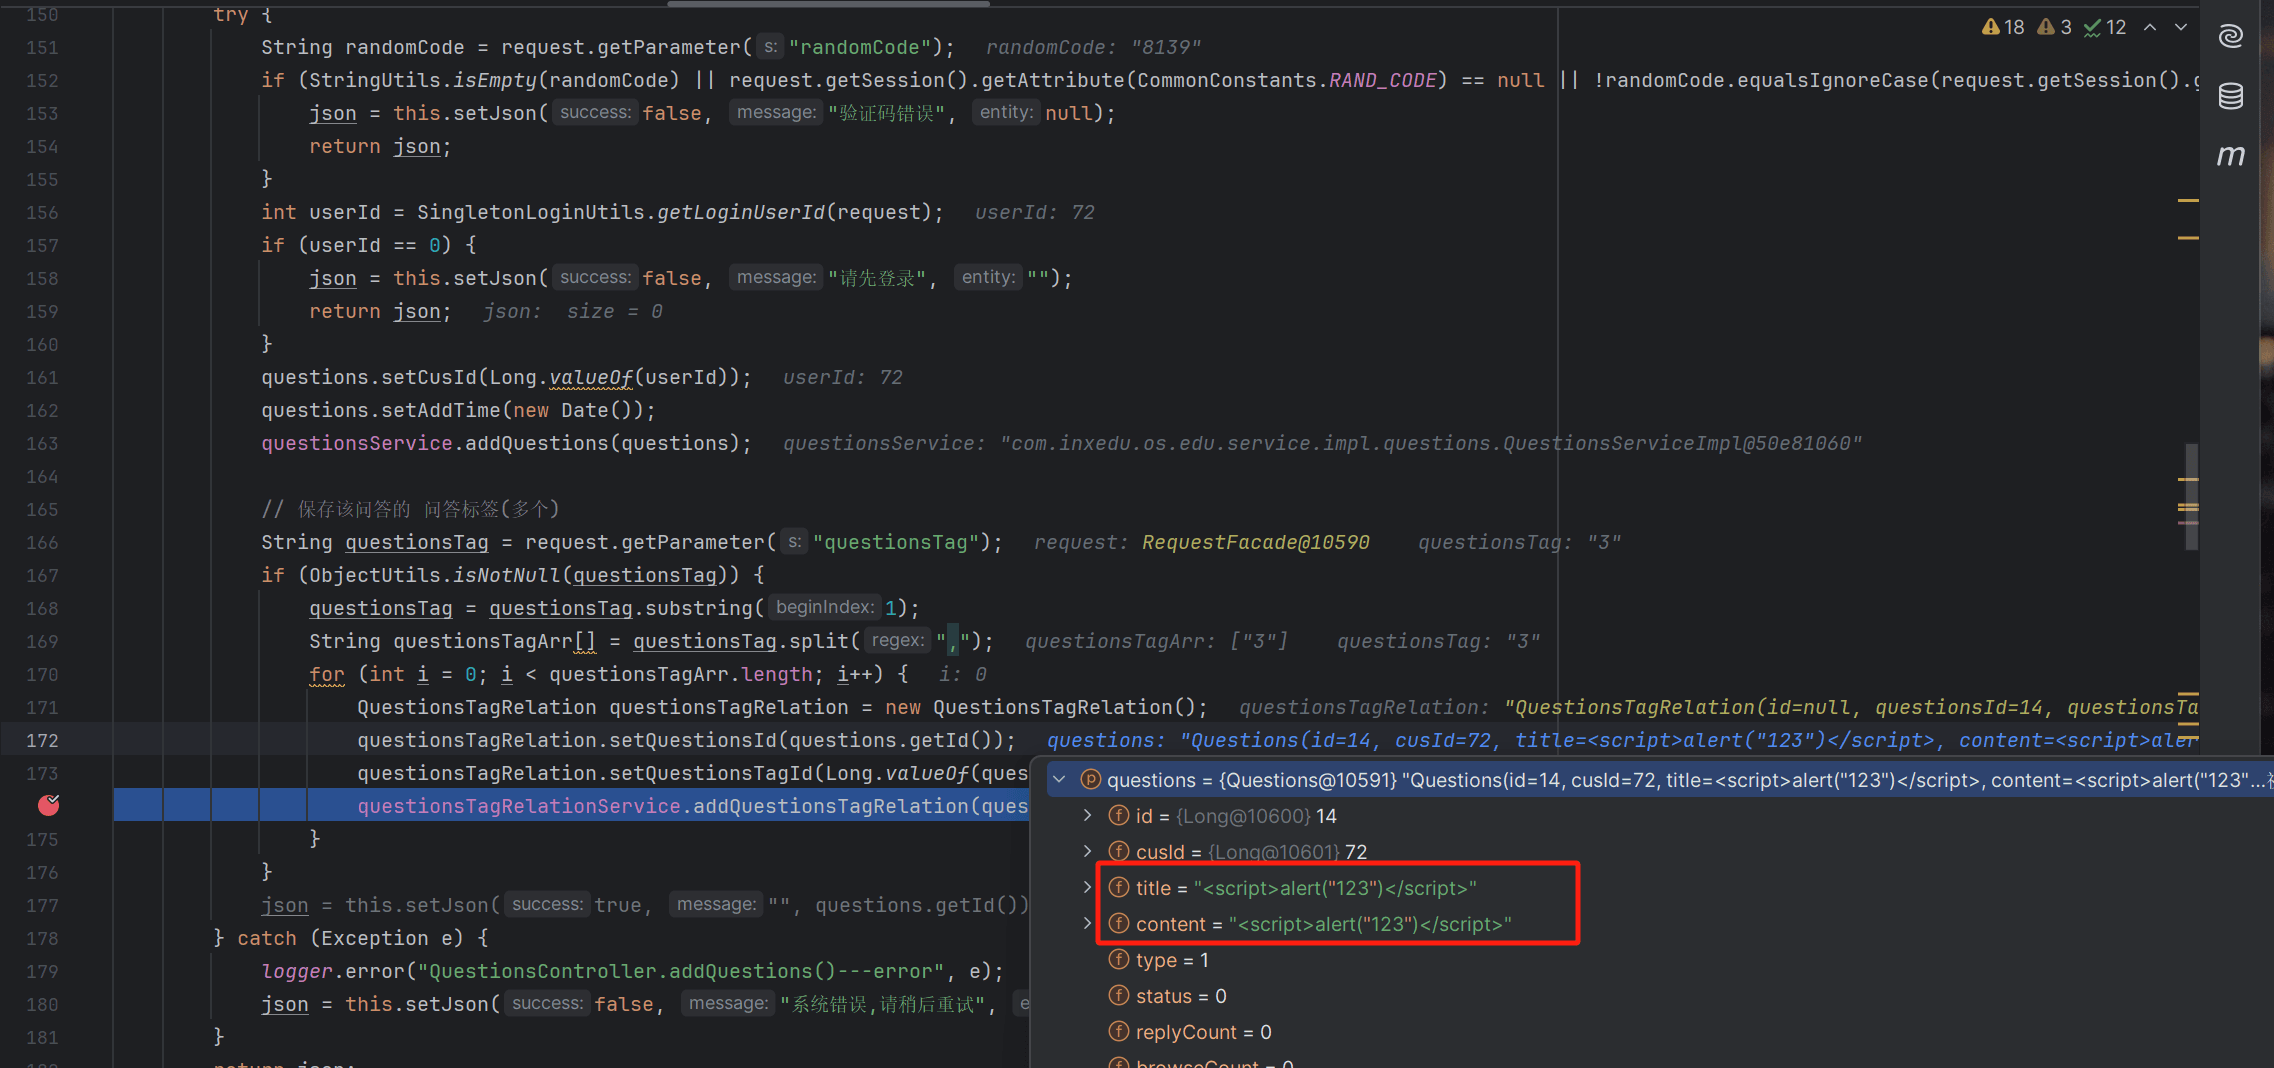 150 try {
151 String randomCode = request.getParameter( s: "randomCode"); randomCode: "8139"
152 if (StringUtils.isEmpty(randomCode) || request.getSession().getAttribute(CommonConstants.RAND_CODE) == null || !randomCode.equalsIgnoreCase(request.getSession().g
153 json = this.setJson( success: false, message: "验证码错误", entity: null);
154 return json;
155 }
156 int userId = SingletonLoginUtils.getLoginUserId(request); userId: 72
157 if (userId == 0) {
158 json = this.setJson( success: false, message: "请先登录", entity: "");
159 return json; json: size = 0
160 }
161 questions.setCusId(Long.valueOf(userId)); userId: 72
162 questions.setAddTime(new Date());
163 questionsService.addQuestions(questions); questionsService: "com.inxedu.os.edu.service.impl.questions.QuestionsServiceImpl@50e81060"
164
165 // 保存该问答的 问答标签(多个)
166 String questionsTag = request.getParameter( s: "questionsTag"); request: RequestFacade@10590 questionsTag: "3"
167 if (ObjectUtils.isNotNull(questionsTag)) {
168 questionsTag = questionsTag.substring( beginIndex: 1);
169 String questionsTagArr[] = questionsTag.split( regex: ","); questionsTagArr: ["3"] questionsTag: "3"
170 for (int i = 0; i < questionsTagArr.length; i++) { i: 0
171 QuestionsTagRelation questionsTagRelation = new QuestionsTagRelation(); questionsTagRelation: "QuestionsTagRelation(id=null, questionsId=14, questionsTa
172 questionsTagRelation.setQuestionsId(questions.getId()); questions: "Questions(id=14, cusId=72, title=<script>alert("123")</script>, content=<script>aler
173 questionsTagRelation.setQuestionsTagId(Long.valueOf(ques
questionsTagRelationService.addQuestionsTagRelation(ques
175 }
176 }
177 json = this.setJson( success: true, message: "", questions.getId())
178 } catch (Exception e) {
179 logger.error("QuestionsController.addQuestions()---error", e);
180 json = this.setJson( success: false, message: "系统错误,请稍后重试", e
181 }
return json;
18 3 12
m
p questions = {Questions@10591} "Questions(id=14, cusId=72, title=<script>alert("123")</script>, content=<script>alert("123"...
f id = {Long@10600} 14
f cusId = {Long@10601} 72
f title = "<script>alert("123")</script>"
f content = "<script>alert("123")</script>"
f type = 1
f status = 0
f replyCount = 0
f browseCount = 0